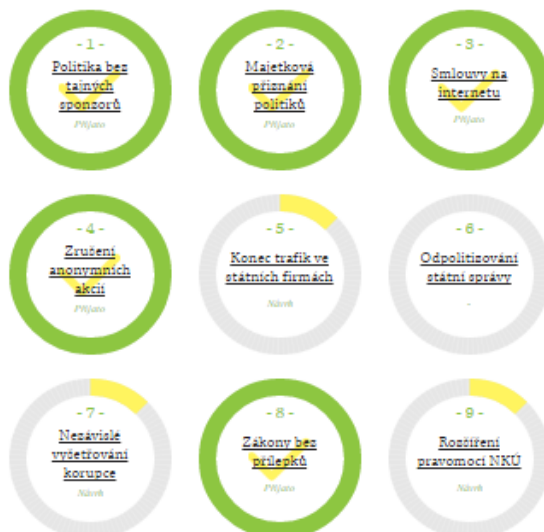 - 1 -
Politika bez
tajných
sponzorů
Přijato
- 2 -
Majetková
přiznání
politiků
Přijato
- 3 -
Smlouvy na
internetu
Přijato
- 4 -
Zrušení
anonymních
akcií
Přijato
- 5 -
Konec trafik ve
státních firmách
Návrh
- 6 -
Odpolitizování
státní správy
-
- 7 -
Nezávislé
vyšetřování
korupce
Návrh
- 8 -
Zákony bez
přílepků
Přijato
- 9 -
Rozšíření
pravomocí NKÚ
Návrh